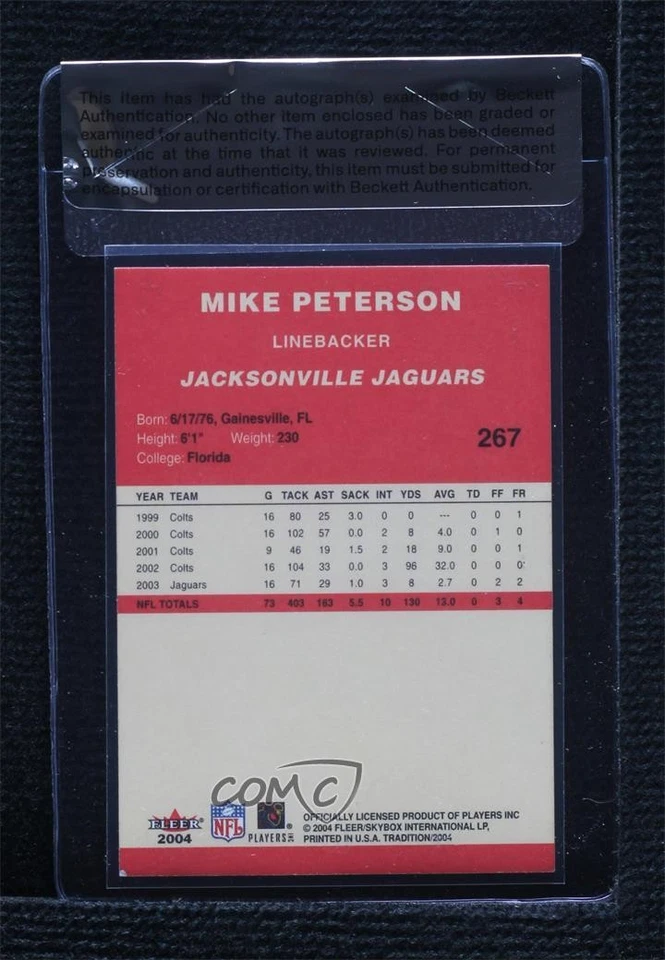 This item has had the autograph(s) examined by Beckett
Authentication. No other item enclosed has been graded or
examined for authenticity. The autograph(s) has been deemed
authentic at the time that it was reviewed. For permanent
preservation and authenticity, this item must be submitted for
encapsulation or certification with Beckett Authentication.
MIKE PETERSON
LINEBACKER
JACKSONVILLE JAGUARS
Born: 6/17/76, Gainesville, FL
Height: 6'1" Weight: 230
College: Florida
267
YEAR TEAM G TACK AST SACK INT YDS AVG TD FF FR
1999 Colts 16 80 25 3.0 0 0 --- 0 0 1
2000 Colts 16 102 57 0.0 2 8 4.0 0 1 0
2001 Colts 9 46 19 1.5 2 18 9.0 0 0 1
2002 Colts 16 104 33 0.0 3 96 32.0 0 0 0
2003 Jaguars 16 71 29 1.0 3 8 2.7 0 2 2
NFL TOTALS 73 403 163 5.5 10 130 13.0 0 3 4
COMC
FLEER
2004
NFL
PLAYERS INC
OFFICIALLY LICENSED PRODUCT OF PLAYERS INC
© 2004 FLEER/SKYBOX INTERNATIONAL LP,
PRINTED IN U.S.A. TRADITION/2004